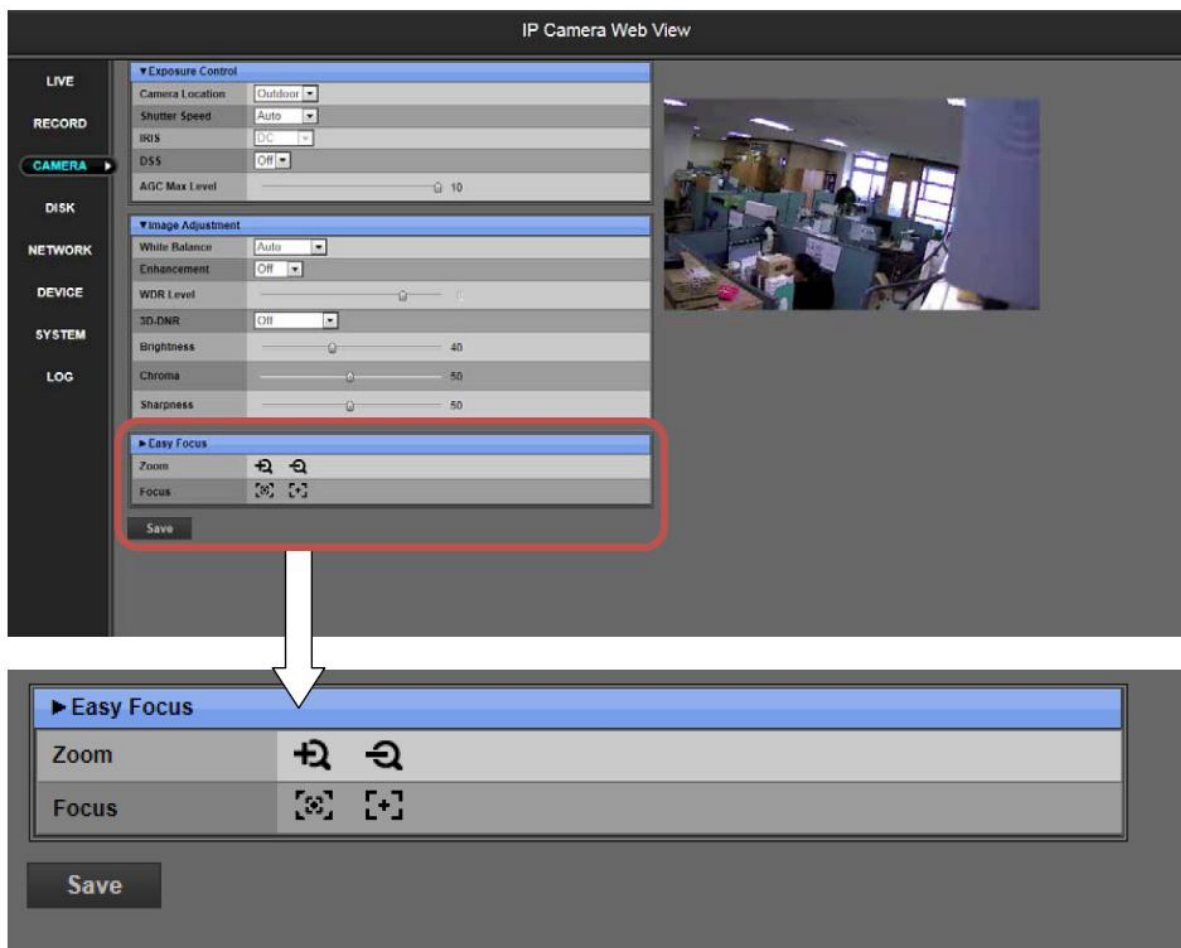 IP Camera Web View
LIVE
RECORD
CAMERA
DISK
NETWORK
DEVICE
SYSTEM
LOG
▼Exposure Control
Camera Location Outdoor
Shutter Speed Auto
IRIS DC
DSS Off
AGC Max Level 10
▼Image Adjustment
White Balance Auto
Enhancement Off
WDR Level
3D-DNR Off
Brightness 40
Chroma 50
Sharpness 50
►Easy Focus
Zoom
Focus
Save
►Easy Focus
Zoom
Focus
Save